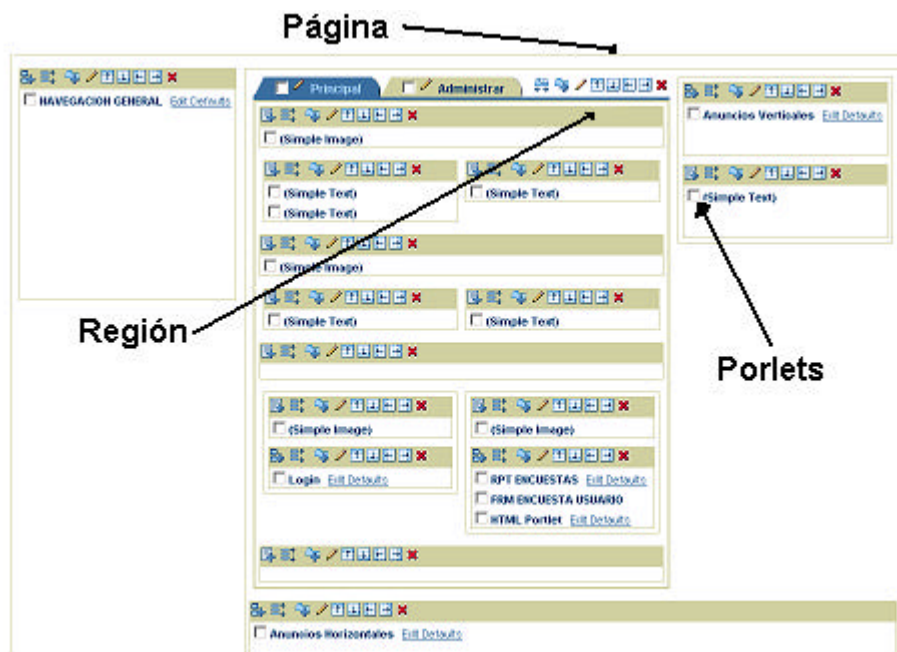 Página
NAVEGACION GENERAL Edit Defaults
Principal Administrar
(Simple Image)
(Simple Text) (Simple Text)
(Simple Text)
(Simple Image)
(Simple Text) (Simple Text)
(Simple Image) (Simple Image)
Login Edit Defaults
RPT ENCUESTAS Edit Defaults
FRM ENCUESTA USUARIO
HTML Portlet Edit Defaults
Anuncios Horizontales Edit Defaults
Anuncios Verticales Edit Defaults
(Simple Text)
Región
Porlets